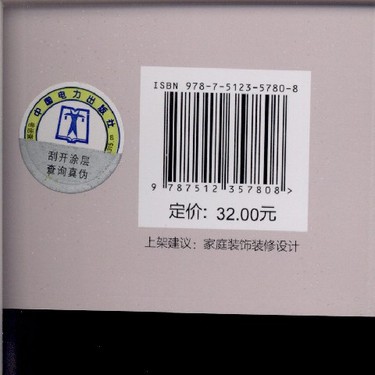 中国电力出版社
刮开涂层
查询真伪
ISBN 978-7-5123-5780-8
9 787512 357808 >
定价：32.00元
上架建议：家庭装饰装修设计